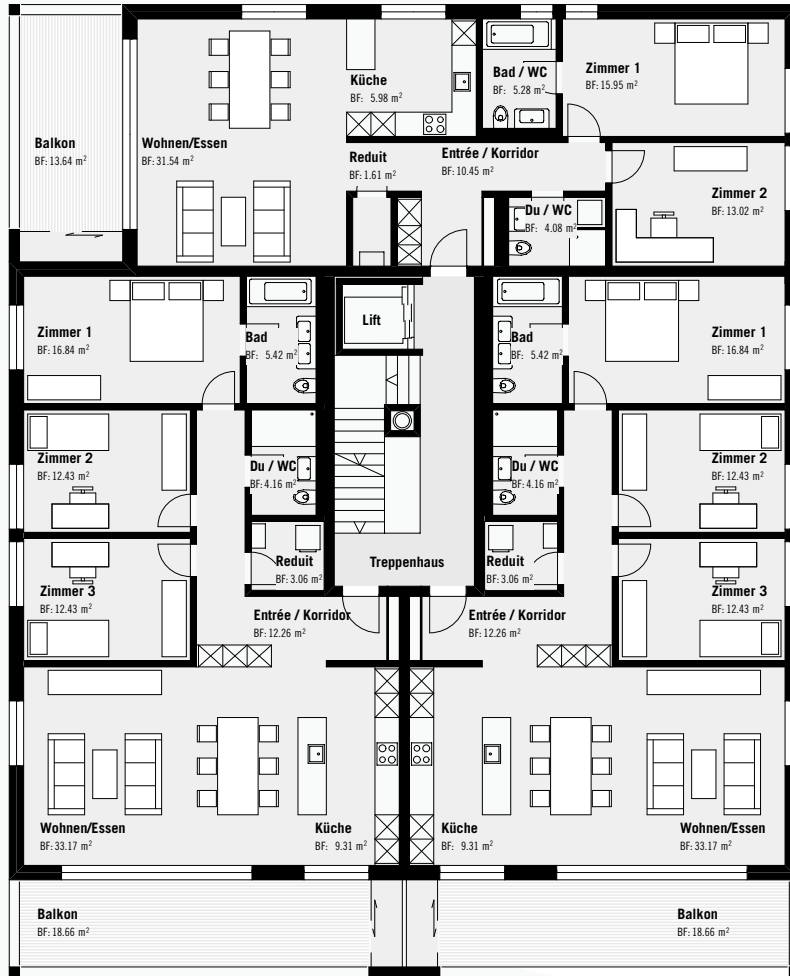 Küche
BF: 5.98 m²
Bad / WC
BF: 5.28 m²
Zimmer 1
BF: 15.95 m²
Balkon
BF: 13.64 m²
Wohnen/Essen
BF: 31.54 m²
Reduit
BF: 1.61 m²
Entrée / Korridor
BF: 10.45 m²
Zimmer 2
BF: 13.02 m²
Du / WC
BF: 4.08 m²
Zimmer 1
BF: 16.84 m²
Bad
BF: 5.42 m²
Lift
Bad
BF: 5.42 m²
Zimmer 1
BF: 16.84 m²
Zimmer 2
BF: 12.43 m²
Du / WC
BF: 4.16 m²
Du / WC
BF: 4.16 m²
Zimmer 2
BF: 12.43 m²
Zimmer 3
BF: 12.43 m²
Reduit
BF: 3.06 m²
Treppenhaus
Reduit
BF: 3.06 m²
Zimmer 3
BF: 12.43 m²
Entrée / Korridor
BF: 12.26 m²
Entrée / Korridor
BF: 12.26 m²
Wohnen/Essen
BF: 33.17 m²
Küche
BF: 9.31 m²
Küche
BF: 9.31 m²
Wohnen/Essen
BF: 33.17 m²
Balkon
BF: 18.66 m²
Balkon
BF: 18.66 m²